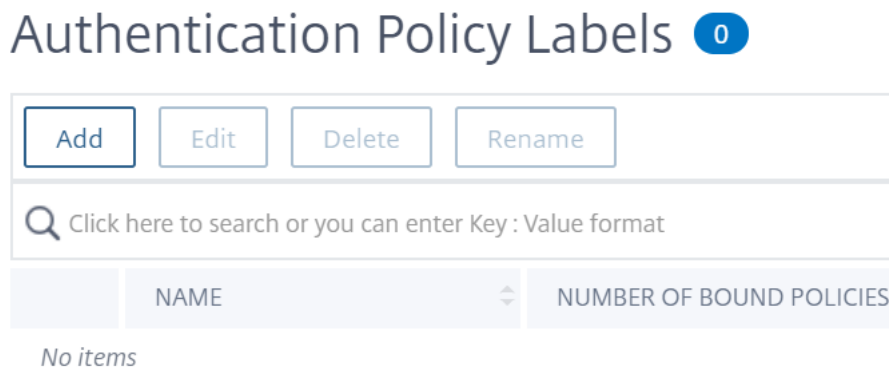 Authentication Policy Labels 0
Add Edit Delete Rename
Click here to search or you can enter Key : Value format
NAME NUMBER OF BOUND POLICIES
No items